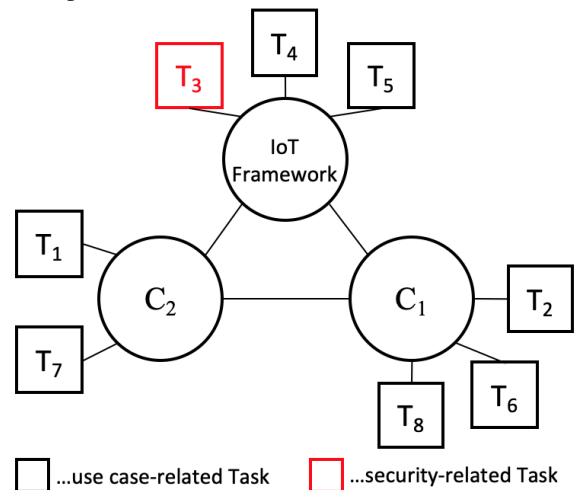 T4
T3
T5
IoT
Framework
T1
C2
C1
T2
T7
T6
T8
...use case-related Task
...security-related Task